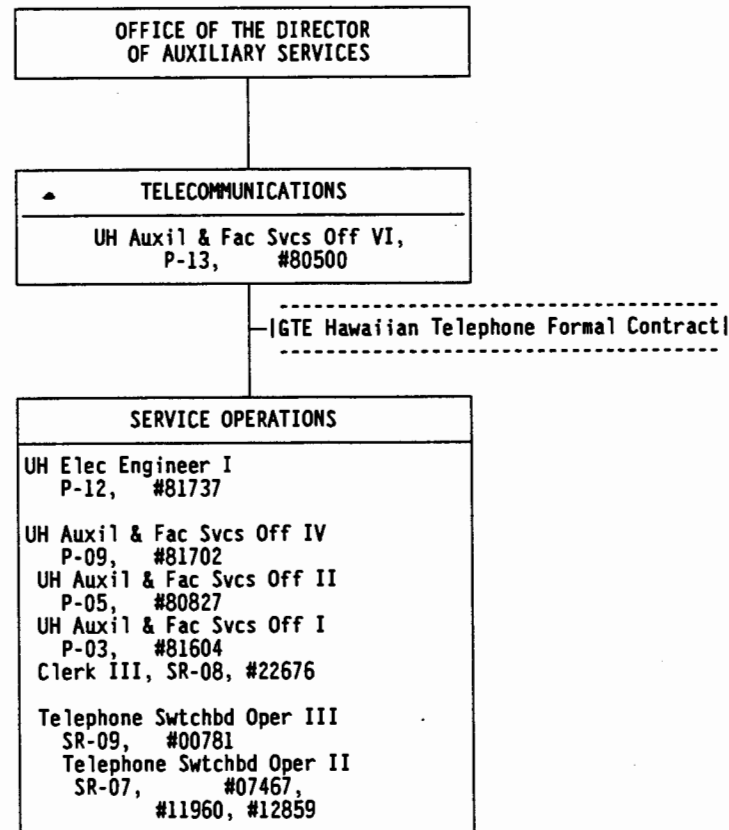 OFFICE OF THE DIRECTOR
OF AUXILIARY SERVICES
TELECOMMUNICATIONS
UH Auxil & Fac Svcs Off VI,
P-13, #80500
GTE Hawaiian Telephone Formal Contract
SERVICE OPERATIONS
UH Elec Engineer I
P-12, #81737
UH Auxil & Fac Svcs Off IV
P-09, #81702
UH Auxil & Fac Svcs Off II
P-05, #80827
UH Auxil & Fac Svcs Off I
P-03, #81604
Clerk III, SR-08, #22676
Telephone Swtchbd Oper III
SR-09, #00781
Telephone Swtchbd Oper II
SR-07, #07467,
#11960, #12859